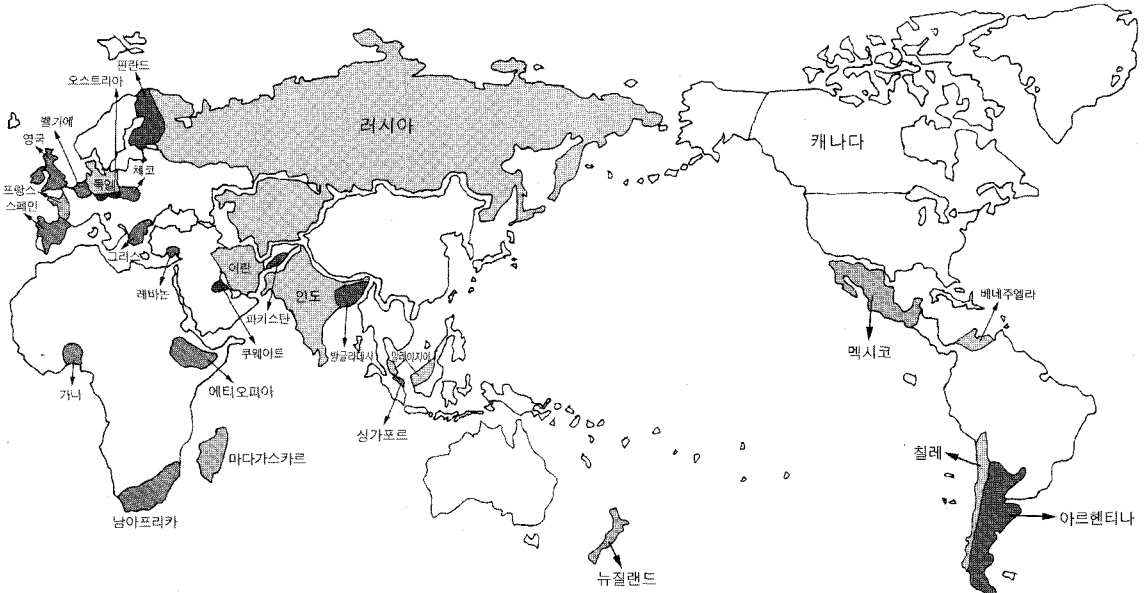 핀란드
오스트리아
벨기에
영국
러시아
캐나다
독일
체코
프랑스
스페인
그리스
이란
레바논
인도
파키스탄
베네주엘라
쿠웨이트
방글라데시
말레이지아
멕시코
에티오피아
가나
싱가포르
마다가스카르
칠레
남아프리카
아르헨티나
뉴질랜드